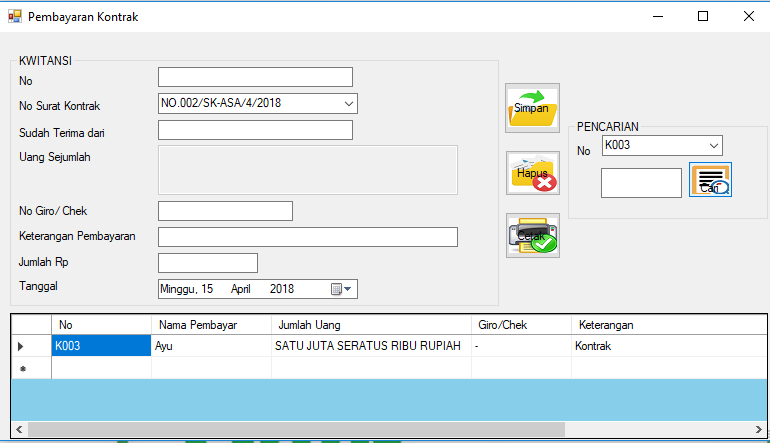 Pembayaran Kontrak
KWITANSI
No
No Surat Kontrak
NO.002/SK-ASA/4/2018
Sudah Terima dari
Uang Sejumlah
No Giro/ Chek
Keterangan Pembayaran
Jumlah Rp
Tanggal
Minggu, 15 April 2018
Simpan
Hapus
Cetak
PENCARIAN
No
K003
Cari
No Nama Pembayar Jumlah Uang Giro/Chek Keterangan
K003 Ayu SATU JUTA SERATUS RIBU RUPIAH - Kontrak